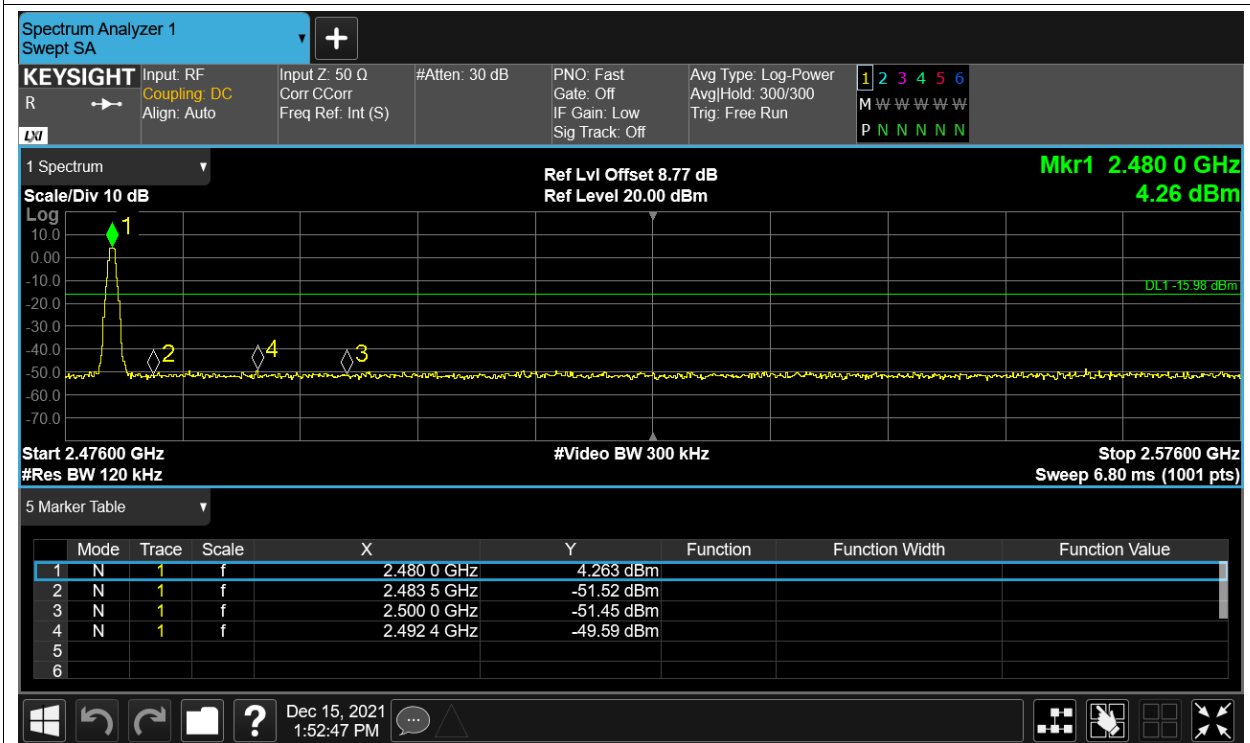 Spectrum Analyzer 1
Swept SA
KEYSIGHT
R
LXI
Input: RF
Coupling: DC
Align: Auto
Input Z: 50 Ω
Corr CCorr
Freq Ref: Int (S)
#Atten: 30 dB
PNO: Fast
Gate: Off
IF Gain: Low
Sig Track: Off
Avg Type: Log-Power
Avg|Hold: 300/300
Trig: Free Run
1 2 3 4 5 6
M W W W W W
P N N N N N
1 Spectrum
Scale/Div 10 dB
Ref Lvl Offset 8.77 dB
Ref Level 20.00 dBm
Mkr1 2.480 0 GHz
4.26 dBm
Log
10.0
0.00
-10.0
-20.0
-30.0
-40.0
-50.0
-60.0
-70.0
1
2
4
3
DL1 -15.98 dBm
Start 2.47600 GHz
#Video BW 300 kHz
Stop 2.57600 GHz
#Res BW 120 kHz
Sweep 6.80 ms (1001 pts)
5 Marker Table
Mode Trace Scale X Y Function Function Width Function Value
1 N 1 f 2.480 0 GHz 4.263 dBm
2 N 1 f 2.483 5 GHz -51.52 dBm
3 N 1 f 2.500 0 GHz -51.45 dBm
4 N 1 f 2.492 4 GHz -49.59 dBm
5
6
?
Dec 15, 2021
1:52:47 PM